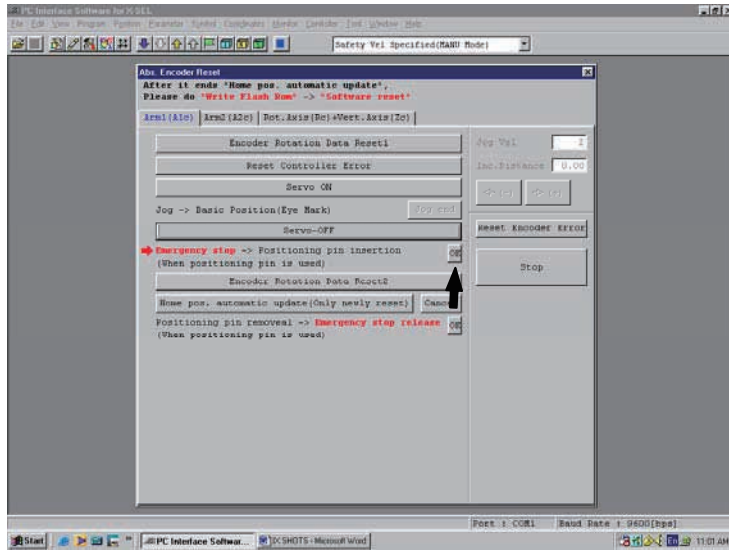 PC Interface Software for X-SEL
File Edit View Program Position Parameter Symbol Coordinates Monitor Controller Tool Window Help
Safety Vel Specified(MANU Mode)
Abs. Encoder Reset
After it ends "Home pos. automatic update",
Please do "Write Flash Rom" -> "Software reset"
Arm1(A1c) Arm2(A2c) Rot.Axis(Rc)+Vert.Axis(Zc)
Encoder Rotation Data Reset1
Reset Controller Error
Servo ON
Jog -> Basic Position(Eye Mark) Jog end
Servo-OFF
Emergency stop -> Positioning pin insertion OK
(When positioning pin is used)
Encoder Rotation Data Reset2
Home pos. automatic update(Only newly reset)
Positioning pin removeal -> Emergency stop release OK
(When positioning pin is used)
Jog Vel 2
Inc.Distance 0.00
Reset Encoder Error
Stop
Port : COM1 Baud Rate : 9600[bps]
Start PC Interface Softwar... IX SHOTS - Microsoft Word 11:01 AM